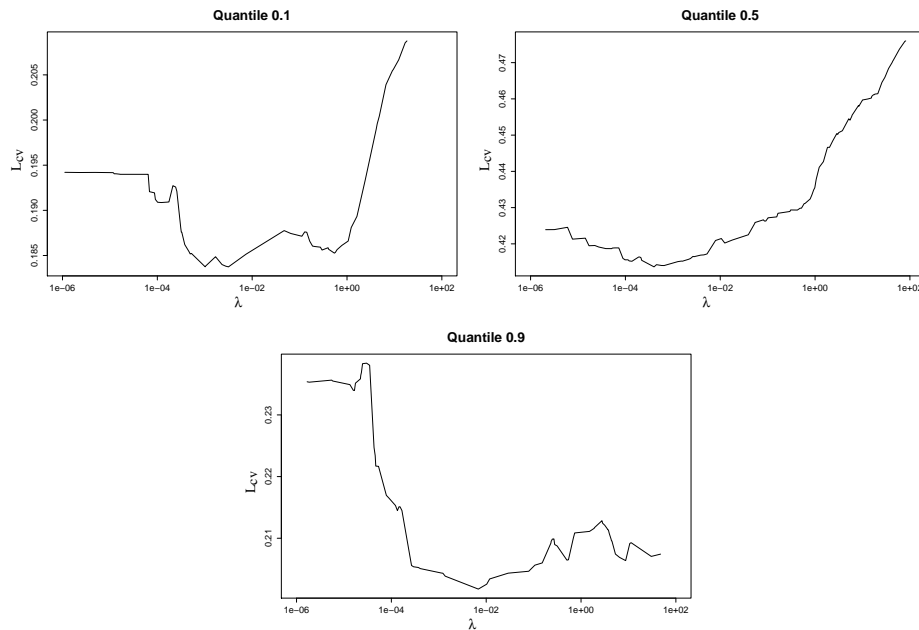 Quantile 0.1
LCV
0.205
0.200
0.195
0.190
0.185
1e−06 1e−04 1e−02 1e+00 1e+02
λ
Quantile 0.5
LCV
0.47
0.46
0.45
0.44
0.43
0.42
1e−06 1e−04 1e−02 1e+00 1e+02
λ
Quantile 0.9
LCV
0.23
0.22
0.21
1e−06 1e−04 1e−02 1e+00 1e+02
λ